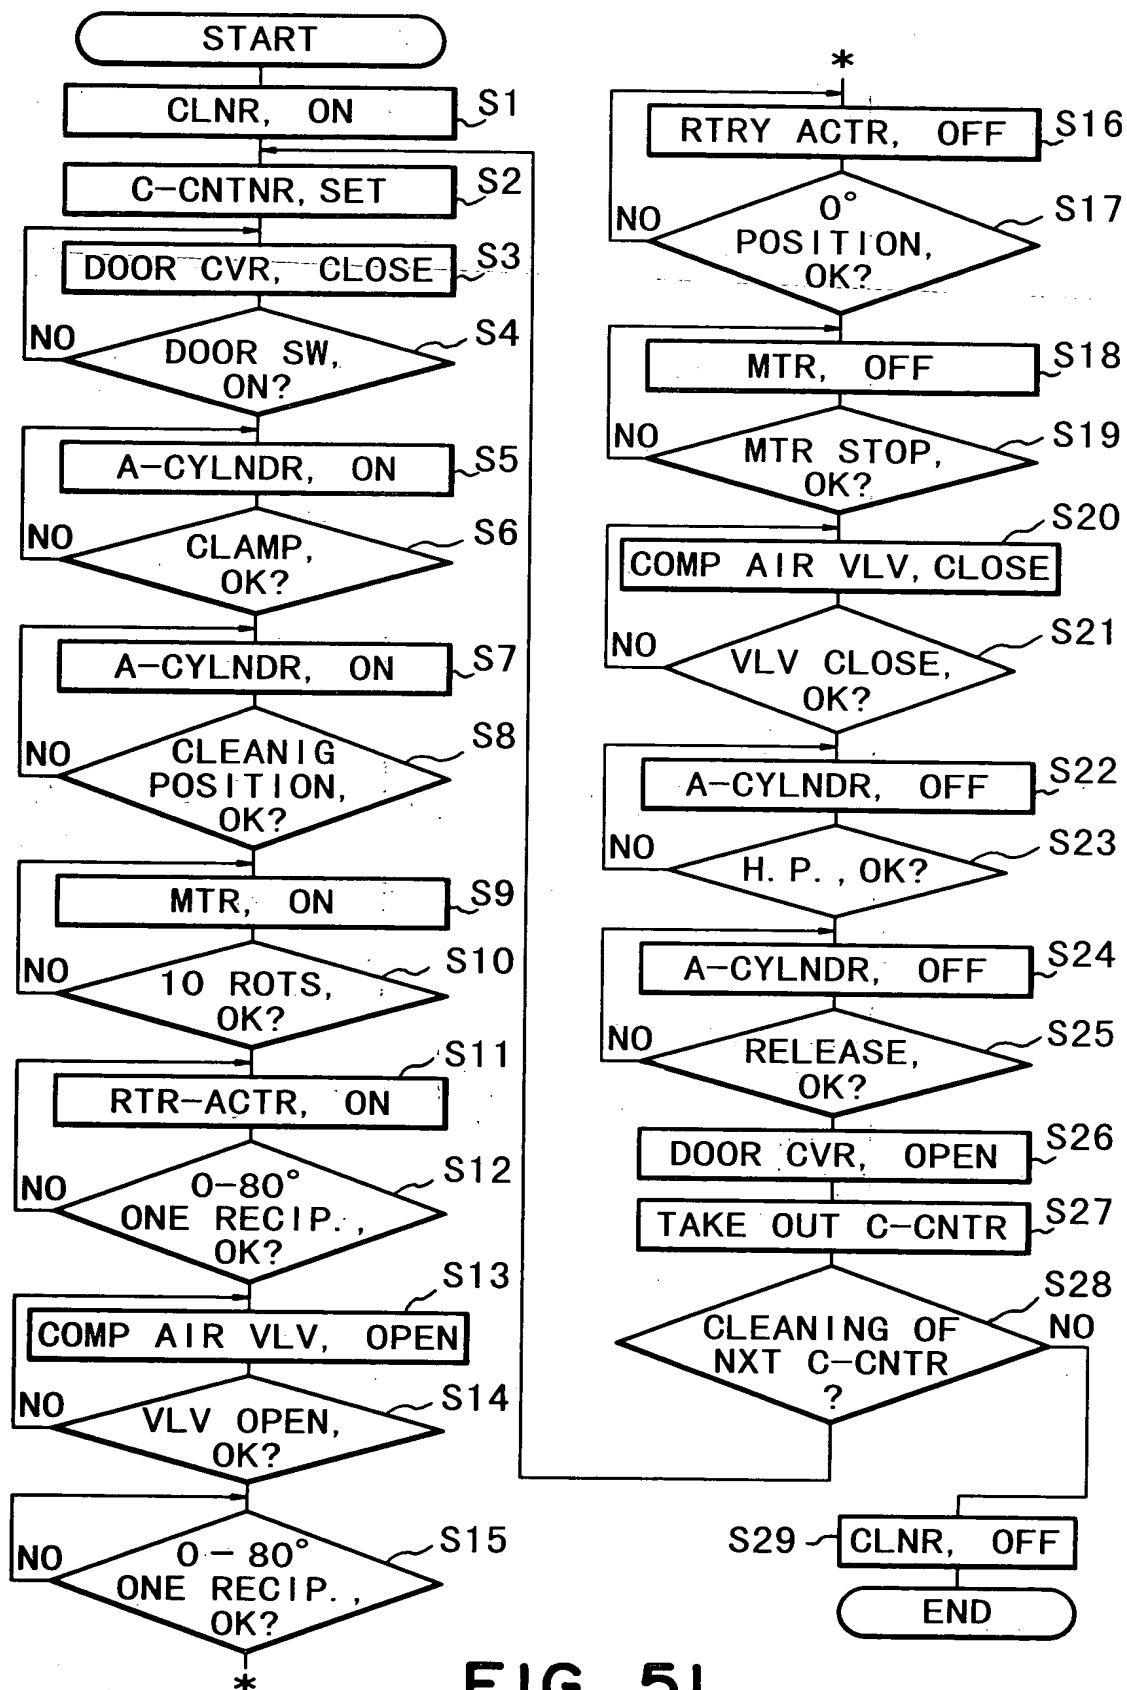 START
CLNR, ON
S1
C-CNTNR, SET
S2
DOOR CVR, CLOSE
S3
NO
DOOR SW,
ON?
S4
A-CYLNDR, ON
S5
NO
CLAMP,
OK?
S6
A-CYLNDR, ON
S7
NO
CLEANIG
POSITION,
OK?
S8
MTR, ON
S9
NO
10 ROTS,
OK?
S10
S11
RTR-ACTR, ON
NO
0-80°
ONE RECIP.,
OK?
S12
S13
COMP AIR VLV, OPEN
NO
VLV OPEN,
OK?
S14
NO
0-80°
ONE RECIP.,
OK?
S15
*
*
RTRY ACTR, OFF
S16
NO
0°
POSITION,
OK?
S17
MTR, OFF
S18
NO
MTR STOP,
OK?
S19
S20
COMP AIR VLV, CLOSE
NO
VLV CLOSE,
OK?
S21
A-CYLNDR, OFF
S22
NO
H. P., OK?
S23
A-CYLNDR, OFF
S24
NO
RELEASE,
OK?
S25
DOOR CVR, OPEN
S26
TAKE OUT C-CNTR
S27
S28
CLEANING OF
NXT C-CNTR
?
NO
S29
CLNR, OFF
END
FIG. 51